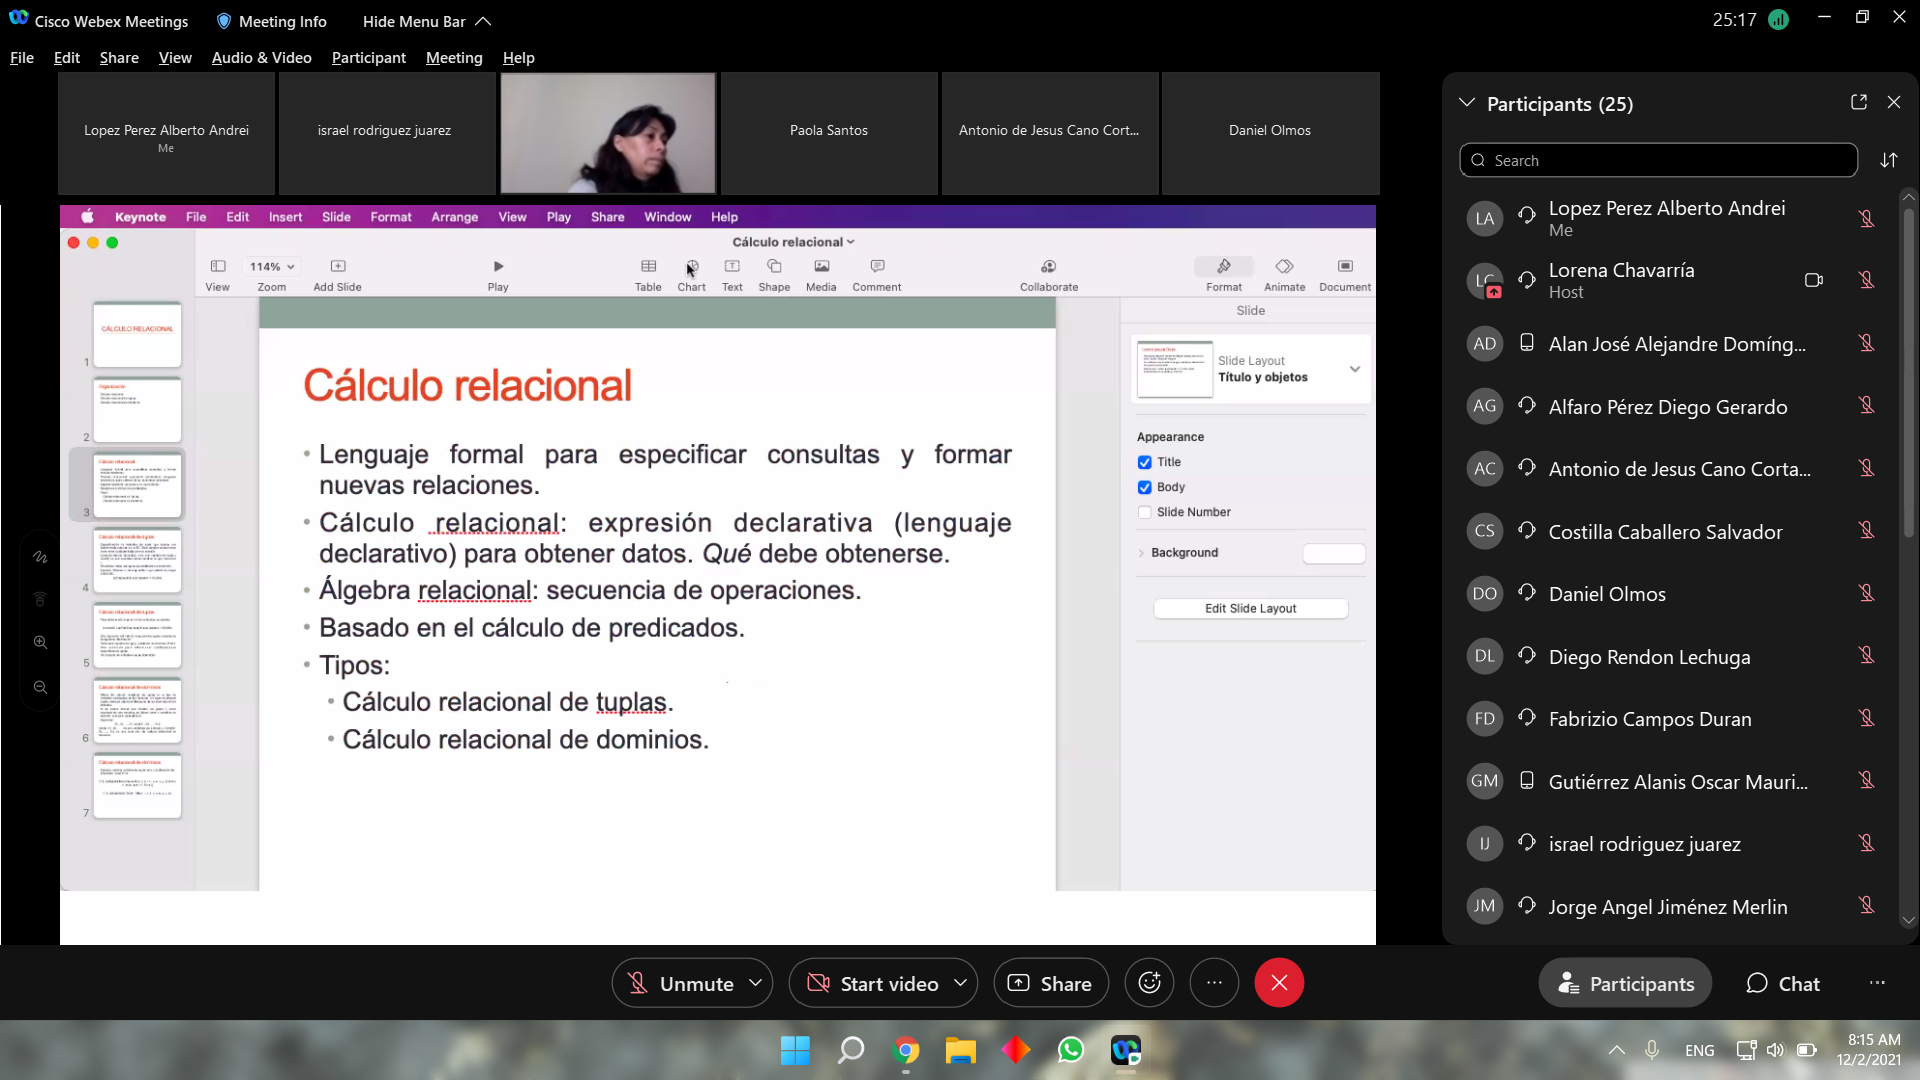 Cisco Webex Meetings
Meeting Info
Hide Menu Bar
25:17
File Edit Share View Audio & Video Participant Meeting Help
Lopez Perez Alberto Andrei
Me
israel rodriguez juarez
Paola Santos
Antonio de Jesus Cano Cort...
Daniel Olmos
Keynote File Edit Insert Slide Format Arrange View Play Share Window Help
Cálculo relacional
114%
View Zoom Add Slide Play Table Chart Text Shape Media Comment Collaborate Format Animate Document
CÁLCULO RELACIONAL
1
2
3
4
5
6
7
Cálculo relacional
• Lenguaje formal para especificar consultas y formar
nuevas relaciones.
• Cálculo relacional: expresión declarativa (lenguaje
declarativo) para obtener datos. Qué debe obtenerse.
• Álgebra relacional: secuencia de operaciones.
• Basado en el cálculo de predicados.
• Tipos:
• Cálculo relacional de tuplas.
• Cálculo relacional de dominios.
Slide
Slide Layout
Título y objetos
Appearance
Title
Body
Slide Number
Background
Edit Slide Layout
Participants (25)
Search
LA Lopez Perez Alberto Andrei
Me
LC Lorena Chavarría
Host
AD Alan José Alejandre Domíng...
AG Alfaro Pérez Diego Gerardo
AC Antonio de Jesus Cano Corta...
CS Costilla Caballero Salvador
DO Daniel Olmos
DL Diego Rendon Lechuga
FD Fabrizio Campos Duran
GM Gutiérrez Alanis Oscar Mauri...
IJ israel rodriguez juarez
JM Jorge Angel Jiménez Merlin
Unmute
Start video
Share
Participants
Chat
ENG
8:15 AM
12/2/2021